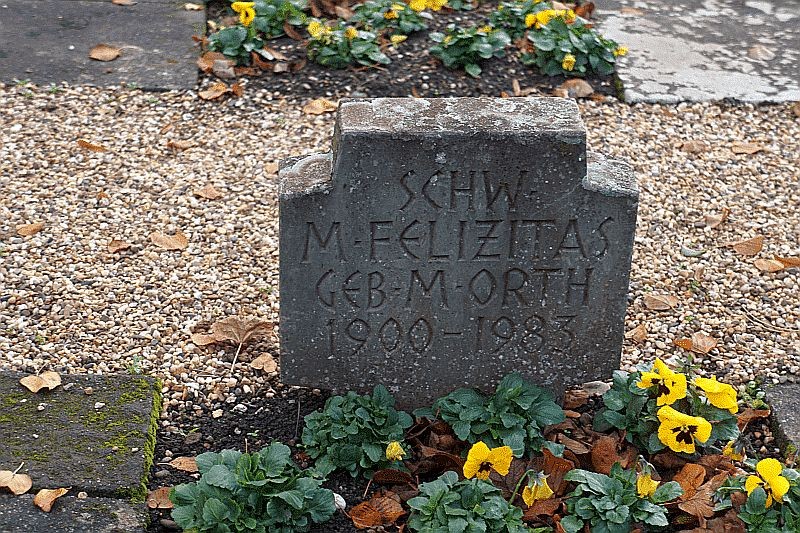 SCHW·
M·FELIZITAS
GEB·M·ORTH
1900–1983